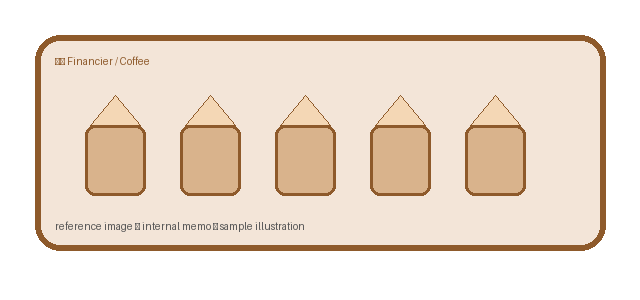 Financier / Coffee
reference image internal memo sample illustration